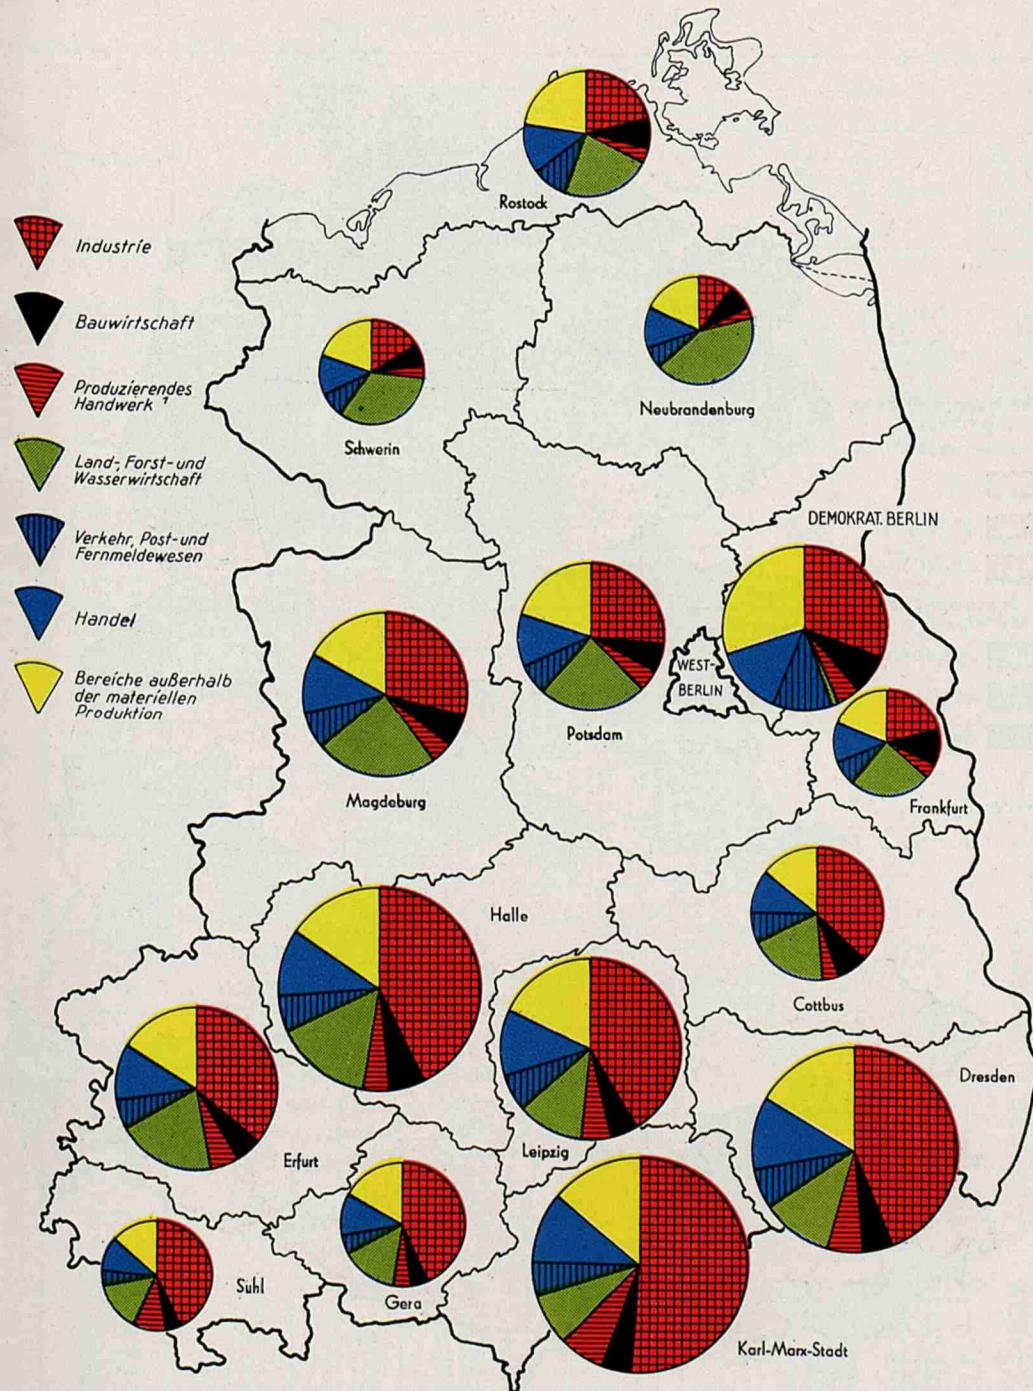 Industrie
Bauwirtschaft
Produzierendes
Handwerk ¹
Land-, Forst- und
Wasserwirtschaft
Verkehr, Post- und
Fernmeldewesen
Handel
Bereiche außerhalb
der materiellen
Produktion
Rostock
Neubrandenburg
Schwerin
DEMOKRAT. BERLIN
WEST-
BERLIN
Potsdam
Magdeburg
Frankfurt
Halle
Cottbus
Dresden
Erfurt
Leipzig
Suhl
Gera
Karl-Marx-Stadt